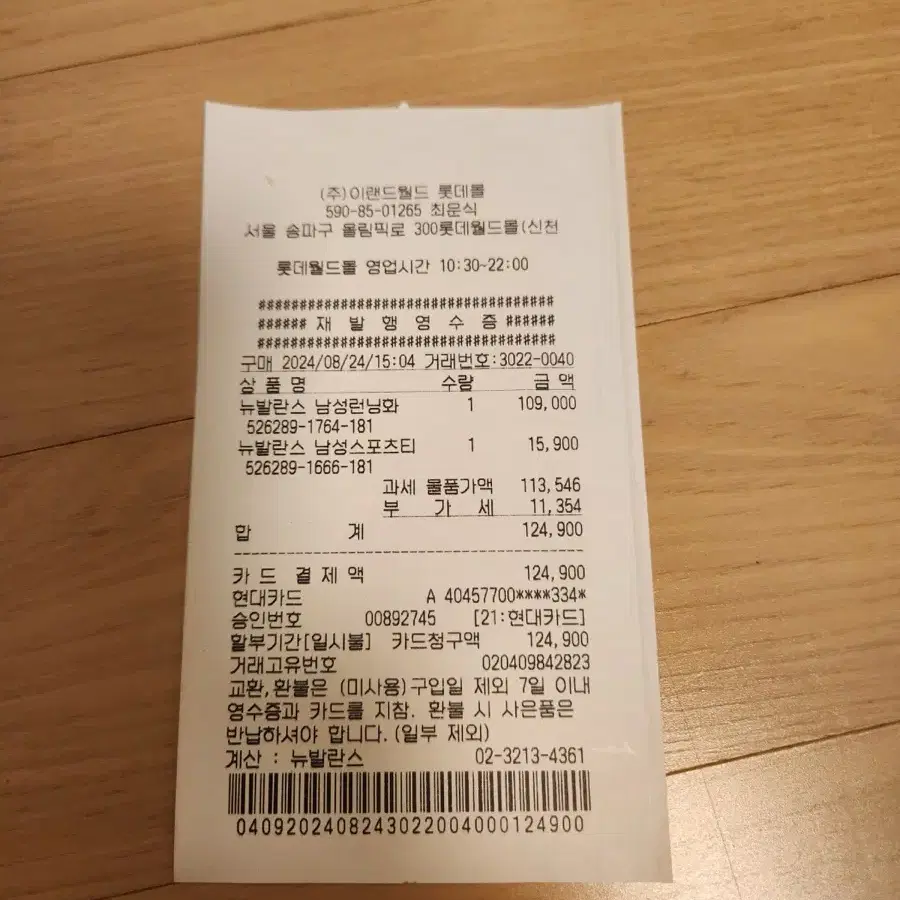 (주)이랜드월드 롯데몰
590-85-01265 최운식
서울 송파구 올림픽로 300롯데월드몰(신천
롯데월드몰 영업시간 10:30~22:00
####################################
###### 재 발 행 영 수 증 ######
####################################
구매 2024/08/24/15:04 거래번호:3022-0040
상 품 명 수량 금 액
뉴발란스 남성런닝화 1 109,000
526289-1764-181
뉴발란스 남성스포츠티 1 15,900
526289-1666-181
과세 물품가액 113,546
부 가 세 11,354
합 계 124,900
------------------------------------------
카 드 결 제 액 124,900
현대카드 A 40457700****334*
승인번호 00892745 [21:현대카드]
할부기간[일시불] 카드청구액 124,900
거래고유번호 020409842823
교환,환불은 (미사용)구입일 제외 7일 이내
영수증과 카드를 지참. 환불 시 사은품은
반납하셔야 합니다.(일부 제외)
계산 : 뉴발란스 02-3213-4361
0409202408243022004000124900